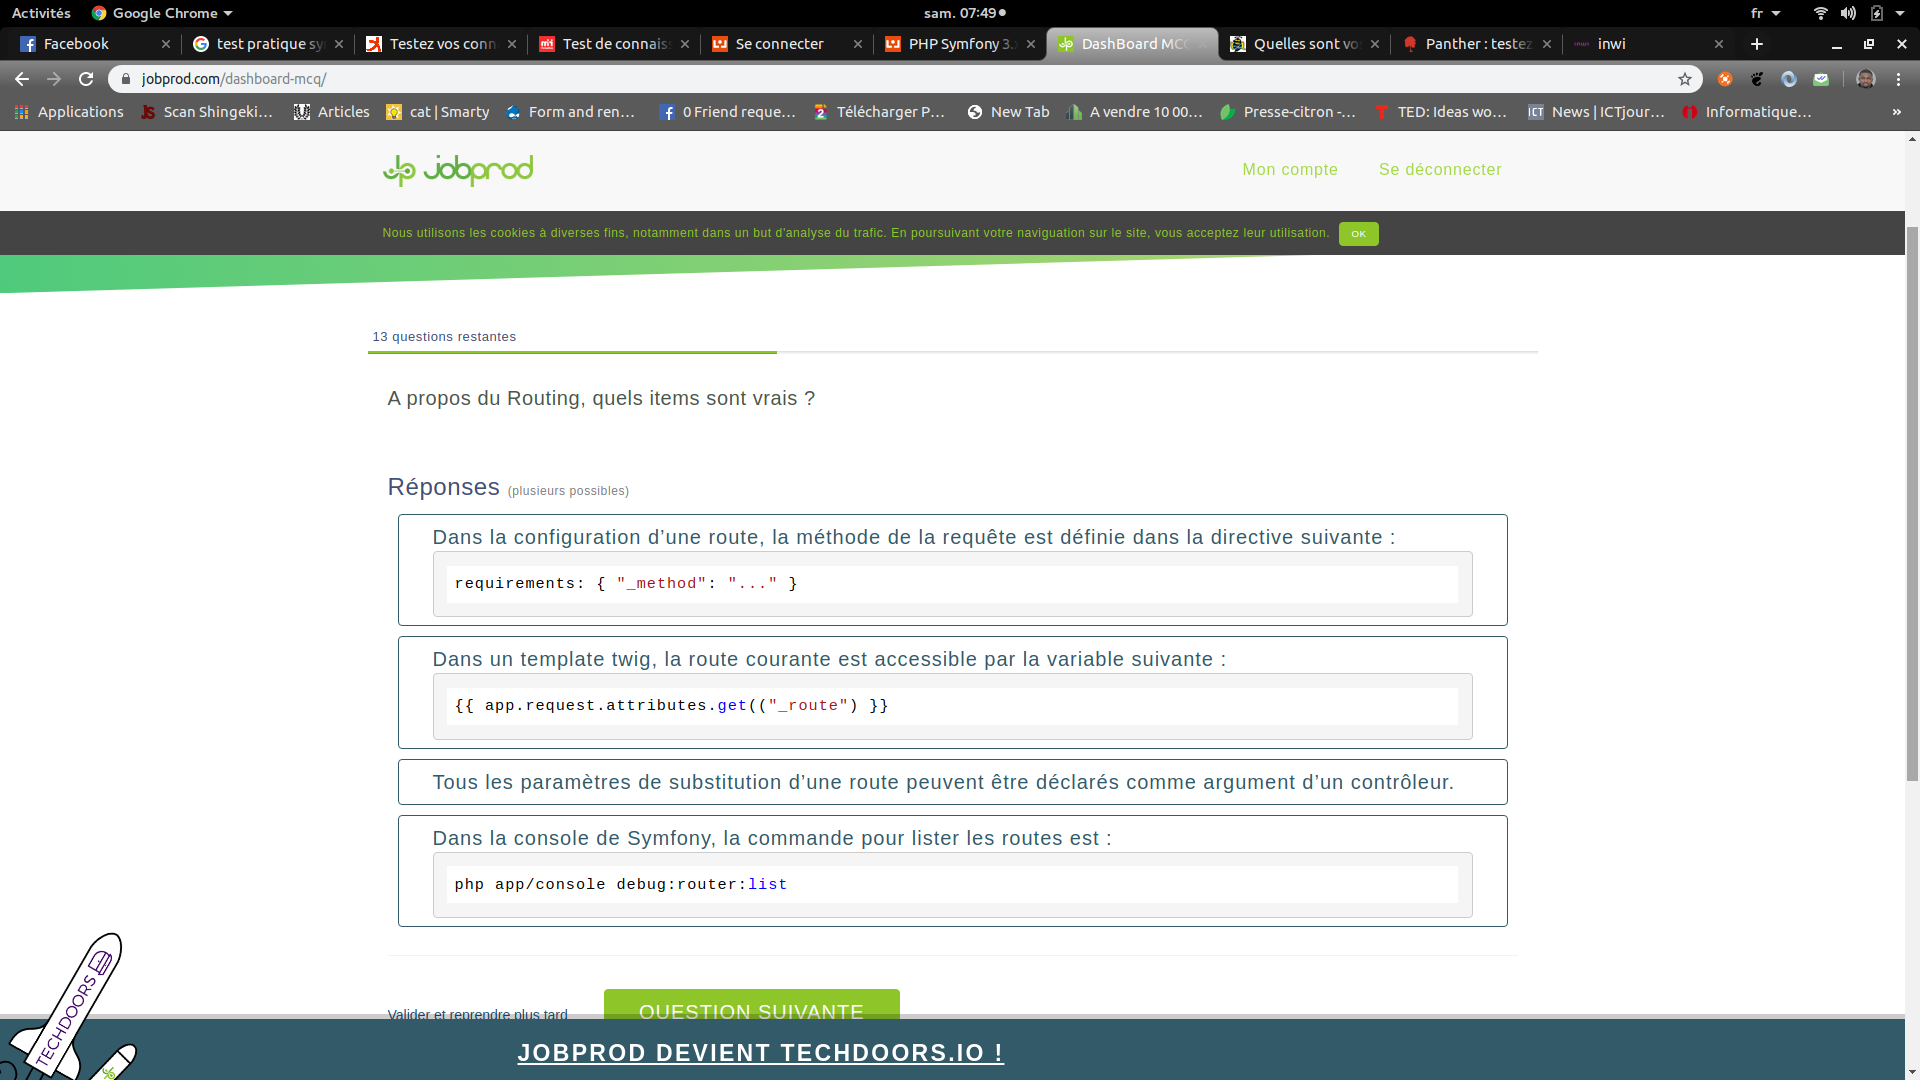 Activités
Google Chrome
sam. 07:49
fr
Facebook
test pratique sy
Testez vos conn
Test de connais
Se connecter
PHP Symfony 3.
DashBoard MC
Quelles sont vo
Panther : testez
inwi
jobprod.com/dashboard-mcq/
Applications
Scan Shingeki...
Articles
cat | Smarty
Form and ren...
0 Friend reque...
Télécharger P...
New Tab
A vendre 10 00...
Presse-citron -...
TED: Ideas wo...
ICT
News | ICTjour...
Informatique...
»
jobprod
Mon compte
Se déconnecter
Nous utilisons les cookies à diverses fins, notamment dans un but d'analyse du trafic. En poursuivant votre naviguation sur le site, vous acceptez leur utilisation.
OK
13 questions restantes
A propos du Routing, quels items sont vrais ?
Réponses (plusieurs possibles)
Dans la configuration d’une route, la méthode de la requête est définie dans la directive suivante :
requirements: { "_method": "..." }
Dans un template twig, la route courante est accessible par la variable suivante :
{{ app.request.attributes.get(("_route") }}
Tous les paramètres de substitution d’une route peuvent être déclarés comme argument d’un contrôleur.
Dans la console de Symfony, la commande pour lister les routes est :
php app/console debug:router:list
Valider et reprendre plus tard
QUESTION SUIVANTE
TECHDOORS
JOBPROD DEVIENT TECHDOORS.IO !